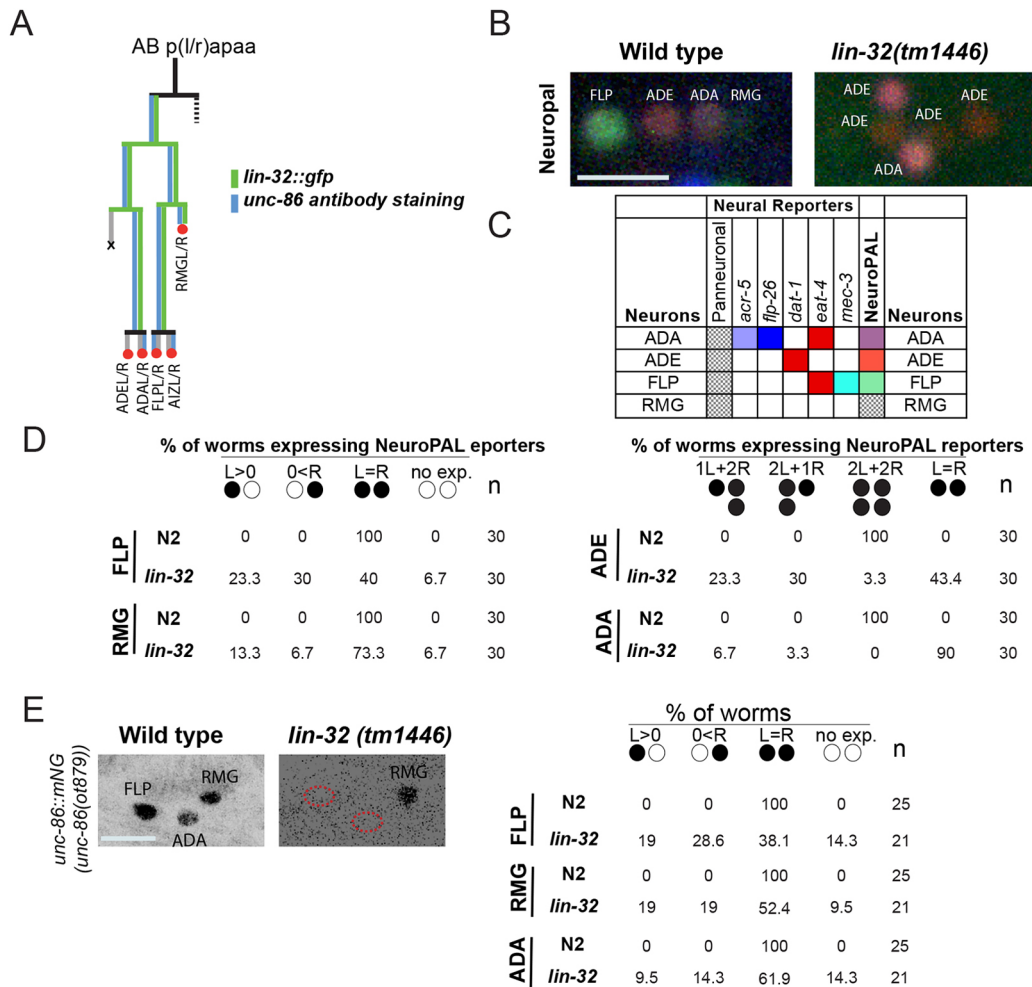 A
AB p(l/r)apaa
lin-32::gfp
unc-86 antibody staining
x
RMGL/R
ADEL/R
ADAL/R
FLPL/R
AIZL/R
B
Wild type
lin-32(tm1446)
Neuropal
FLP
ADE
ADA
RMG
ADE
ADE
ADE
ADE
ADA
C
Neural Reporters
Neurons
Panneuronal
acr-5
flp-26
dat-1
eat-4
mec-3
NeuroPAL
Neurons
ADA ADA
ADE ADE
FLP FLP
RMG RMG
D
% of worms expressing NeuroPAL eporters
L>0 0<R L=R no exp. n
FLP
N2 0 0 100 0 30
lin-32 23.3 30 40 6.7 30
RMG
N2 0 0 100 0 30
lin-32 13.3 6.7 73.3 6.7 30
% of worms expressing NeuroPAL reporters
1L+2R 2L+1R 2L+2R L=R n
ADE
N2 0 0 100 0 30
lin-32 23.3 30 3.3 43.4 30
ADA
N2 0 0 100 0 30
lin-32 6.7 3.3 0 90 30
E
Wild type
lin-32 (tm1446)
unc-86::mNG
(unc-86(ot879))
FLP
RMG
ADA
RMG
% of worms
L>0 0<R L=R no exp. n
FLP
N2 0 0 100 0 25
lin-32 19 28.6 38.1 14.3 21
RMG
N2 0 0 100 0 25
lin-32 19 19 52.4 9.5 21
ADA
N2 0 0 100 0 25
lin-32 9.5 14.3 61.9 14.3 21